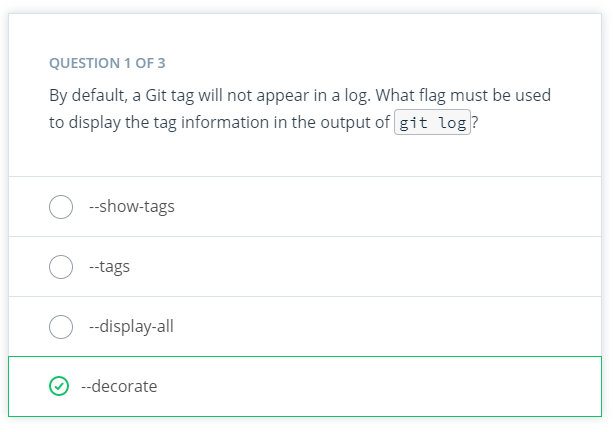 QUESTION 1 OF 3
By default, a Git tag will not appear in a log. What flag must be used
to display the tag information in the output of git log?
--show-tags
--tags
--display-all
--decorate